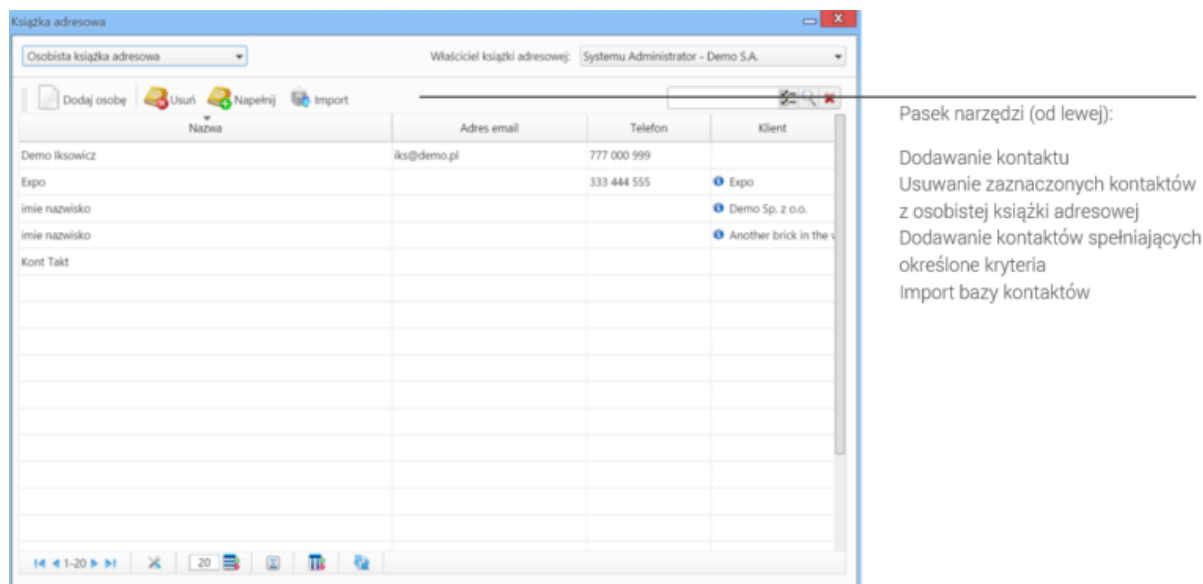 Książka adresowa
Osobista książka adresowa Właściciel książki adresowej: Systemu Administrator - Demo S.A.
Dodaj osobę Usuń Napełnij Import
Nazwa Adres email Telefon Klient
Demo Iksowicz iks@demo.pl 777 000 999
Expo 333 444 555 Expo
imie nazwisko Demo Sp. z o.o.
imie nazwisko Another brick in the
Kont Takt
1-20 20
Pasek narzędzi (od lewej):
Dodawanie kontaktu
Usuwanie zaznaczonych kontaktów
z osobistej książki adresowej
Dodawanie kontaktów spełniających
określone kryteria
Import bazy kontaktów